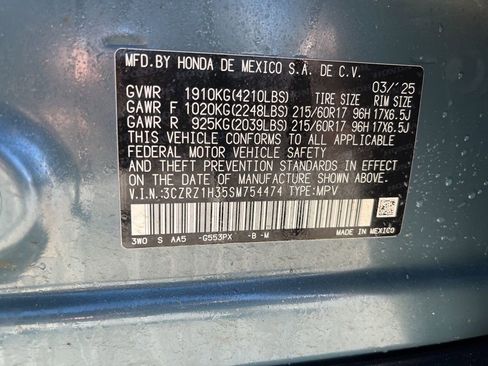 MFD.BY HONDA DE MEXICO S.A. DE C.V.
03/'25
GVWR 1910KG(4210LBS) TIRE SIZE RIM SIZE
GAWR F 1020KG(2248LBS) 215/60R17 96H 17X6.5J
GAWR R 925KG(2039LBS) 215/60R17 96H 17X6.5J
THIS VEHICLE CONFORMS TO ALL APPLICABLE
FEDERAL MOTOR VEHICLE SAFETY
AND THEFT PREVENTION STANDARDS IN EFFECT
ON THE DATE OF MANUFACTURE SHOWN ABOVE.
V.I.N.:3CZRZ1H35SM754474 TYPE:MPV
3W0 S AA5 -G553PX -B -M MADE IN MEXICO